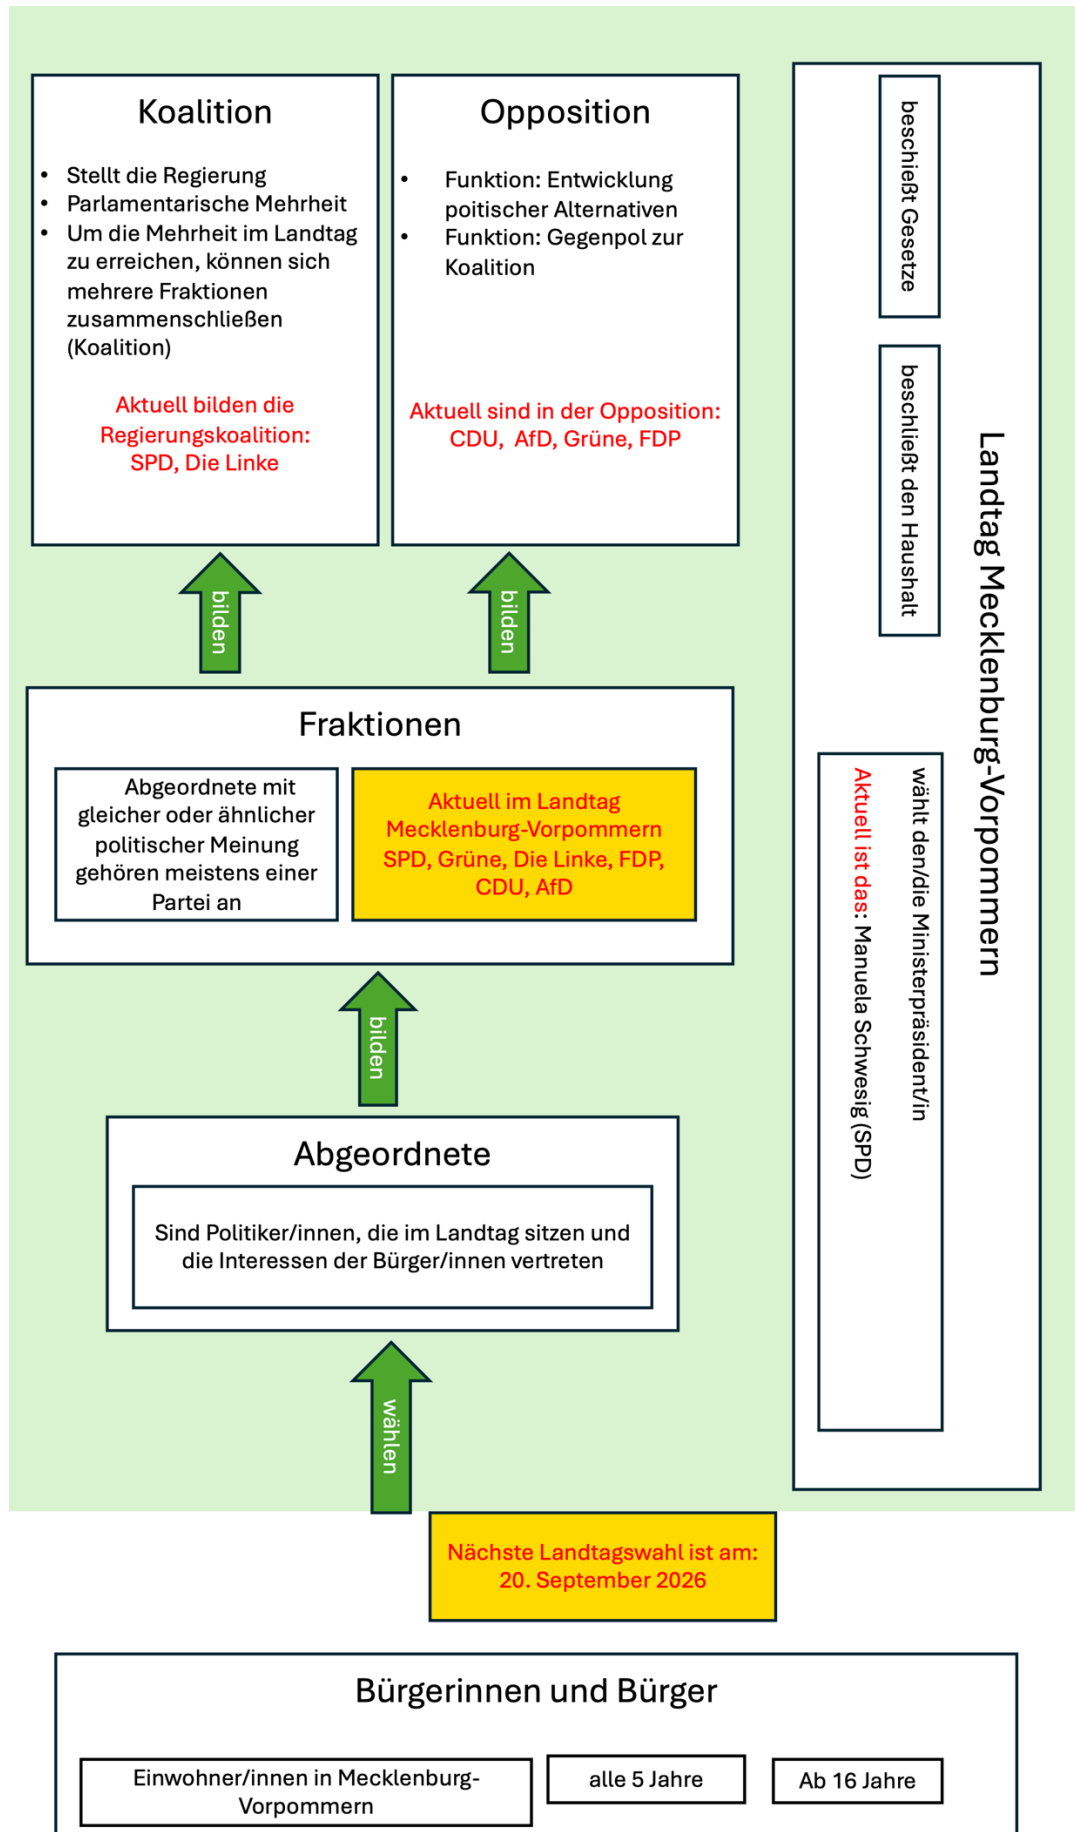 Koalition
• Stellt die Regierung
• Parlamentarische Mehrheit
• Um die Mehrheit im Landtag
zu erreichen, können sich
mehrere Fraktionen
zusammenschließen
(Koalition)
Aktuell bilden die
Regierungskoalition:
SPD, Die Linke
Opposition
• Funktion: Entwicklung
poitischer Alternativen
• Funktion: Gegenpol zur
Koalition
Aktuell sind in der Opposition:
CDU, AfD, Grüne, FDP
bilden
bilden
Fraktionen
Abgeordnete mit
gleicher oder ähnlicher
politischer Meinung
gehören meistens einer
Partei an
Aktuell im Landtag
Mecklenburg-Vorpommern
SPD, Grüne, Die Linke, FDP,
CDU, AfD
bilden
Abgeordnete
Sind Politiker/innen, die im Landtag sitzen und
die Interessen der Bürger/innen vertreten
wählen
Landtag Mecklenburg-Vorpommern
beschießt Gesetze
beschließt den Haushalt
wählt den/die Ministerpräsident/in
Aktuell ist das: Manuela Schwesig (SPD)
Nächste Landtagswahl ist am:
20. September 2026
Bürgerinnen und Bürger
Einwohner/innen in Mecklenburg-
Vorpommern
alle 5 Jahre
Ab 16 Jahre